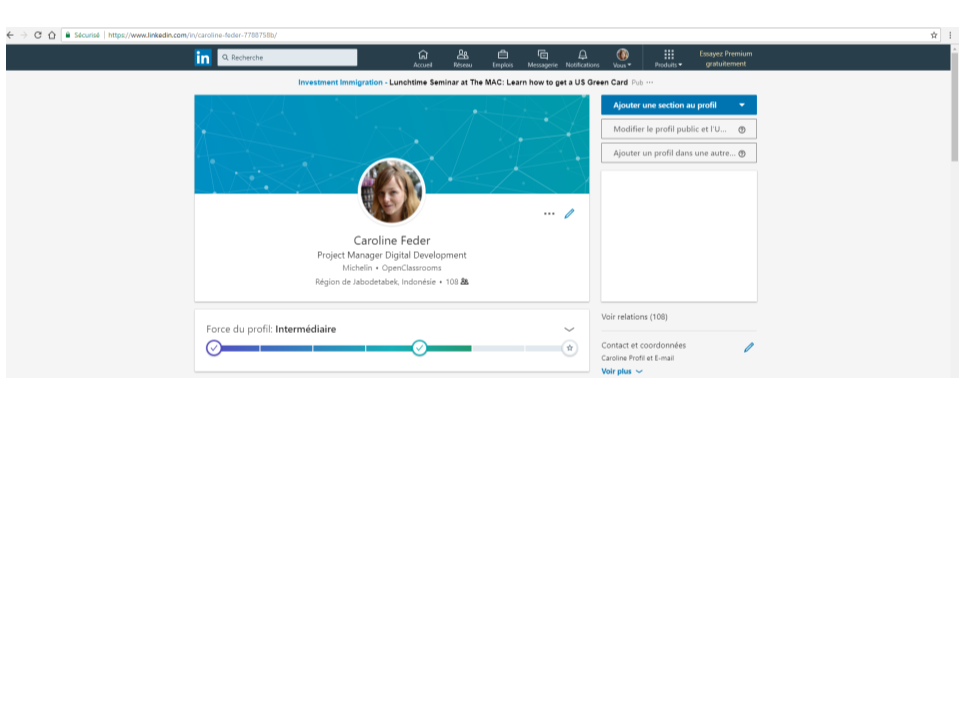 Sécurisé | https://www.linkedin.com/in/caroline-feder-7788758b/
in Recherche Accueil Réseau Emplois Messagerie Notifications Vous Produits Essayez Premium gratuitement
Investment Immigration - Lunchtime Seminar at The MAC: Learn how to get a US Green Card Pub ···
Ajouter une section au profil
Modifier le profil public et l'U...
Ajouter un profil dans une autre...
Caroline Feder
Project Manager Digital Development
Michelin • OpenClassrooms
Région de Jabodetabek, Indonésie • 108
Force du profil: Intermédiaire
Voir relations (108)
Contact et coordonnées
Caroline Profil et E-mail
Voir plus